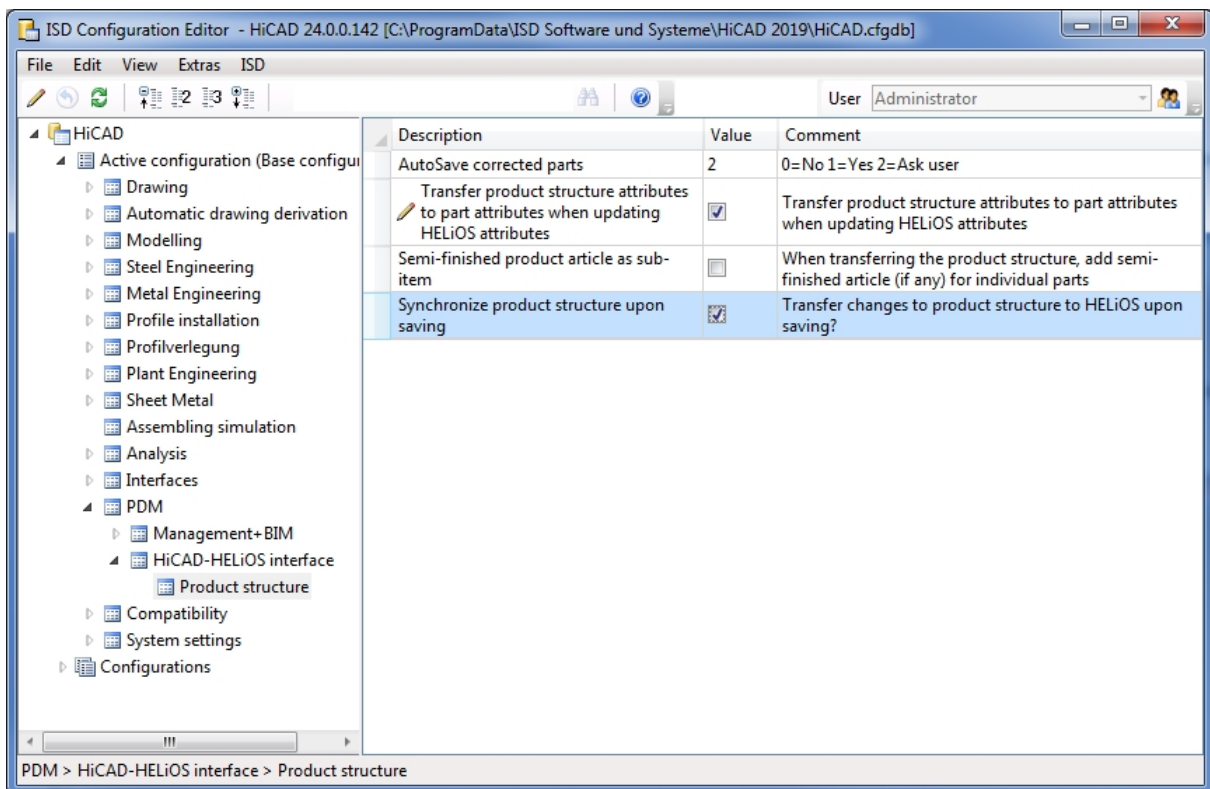 ISD Configuration Editor - HiCAD 24.0.0.142 [C:\ProgramData\ISD Software und Systeme\HiCAD 2019\HiCAD.cfgdb]
File Edit View Extras ISD
2 3
User Administrator
HiCAD
Active configuration (Base configu
Drawing
Automatic drawing derivation
Modelling
Steel Engineering
Metal Engineering
Profile installation
Profilverlegung
Plant Engineering
Sheet Metal
Assembling simulation
Analysis
Interfaces
PDM
Management+BIM
HiCAD-HELiOS interface
Product structure
Compatibility
System settings
Configurations
Description Value Comment
AutoSave corrected parts 2 0=No 1=Yes 2=Ask user
Transfer product structure attributes
to part attributes when updating
HELiOS attributes
Transfer product structure attributes to part attributes
when updating HELiOS attributes
Semi-finished product article as sub-
item
When transferring the product structure, add semi-
finished article (if any) for individual parts
Synchronize product structure upon
saving
Transfer changes to product structure to HELiOS upon
saving?
PDM > HiCAD-HELiOS interface > Product structure